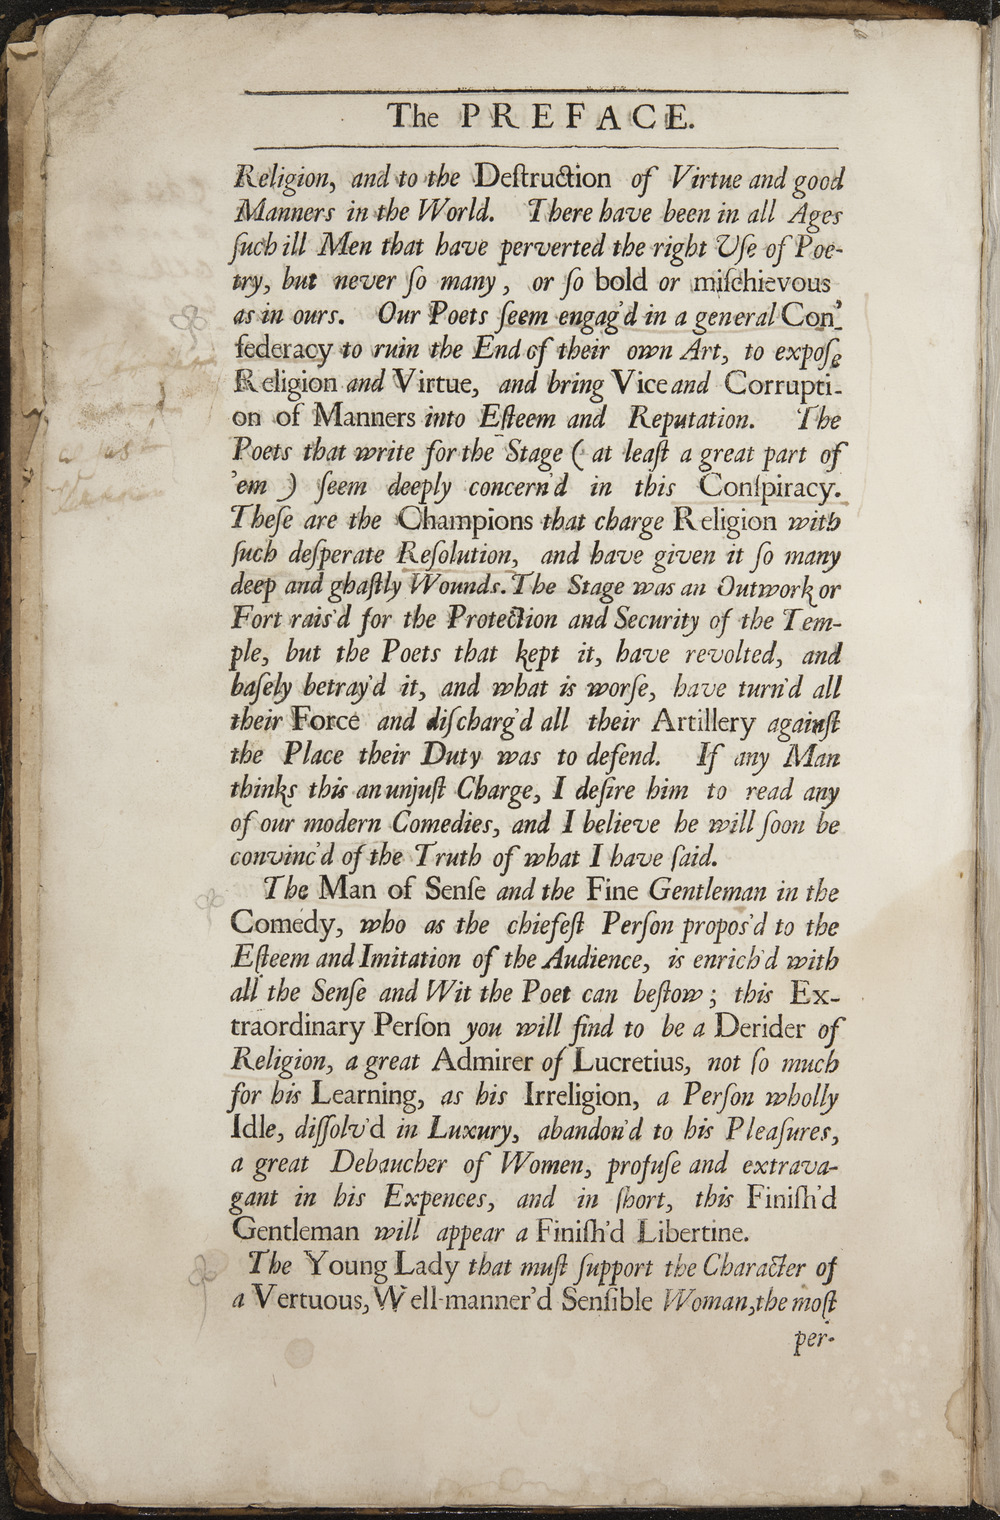 The PREFACE.
Religion, and to the Deſtruction of Virtue and good
Manners in the World. There have been in all Ages
ſuch ill Men that have perverted the right Uſe of Poe-
try, but never ſo many, or ſo bold or miſchievous
as in ours. Our Poets ſeem engag'd in a general Con-
federacy to ruin the End of their own Art, to expoſe
Religion and Virtue, and bring Vice and Corrupti-
on of Manners into Eſteem and Reputation. The
Poets that write for the Stage (at leaſt a great part of
'em) ſeem deeply concern'd in this Conſpiracy.
Theſe are the Champions that charge Religion with
ſuch deſperate Reſolution, and have given it ſo many
deep and ghaſtly Wounds. The Stage was an Outwork or
Fort rais'd for the Protection and Security of the Tem-
ple, but the Poets that kept it, have revolted, and
baſely betray'd it, and what is worſe, have turn'd all
their Force and diſcharg'd all their Artillery againſt
the Place their Duty was to defend. If any Man
thinks this an unjuſt Charge, I deſire him to read any
of our modern Comedies, and I believe he will ſoon be
convinc'd of the Truth of what I have ſaid.
The Man of Senſe and the Fine Gentleman in the
Comedy, who as the chiefeſt Perſon propos'd to the
Eſteem and Imitation of the Audience, is enrich'd with
all the Senſe and Wit the Poet can beſtow; this Ex-
traordinary Perſon you will find to be a Derider of
Religion, a great Admirer of Lucretius, not ſo much
for his Learning, as his Irreligion, a Perſon wholly
Idle, diſſolv'd in Luxury, abandon'd to his Pleaſures,
a great Debaucher of Women, profuſe and extrava-
gant in his Expences, and in ſhort, this Finiſh'd
Gentleman will appear a Finiſh'd Libertine.
The Young Lady that muſt ſupport the Character of
a Vertuous, Well-manner'd Senſible Woman, the moſt
per-